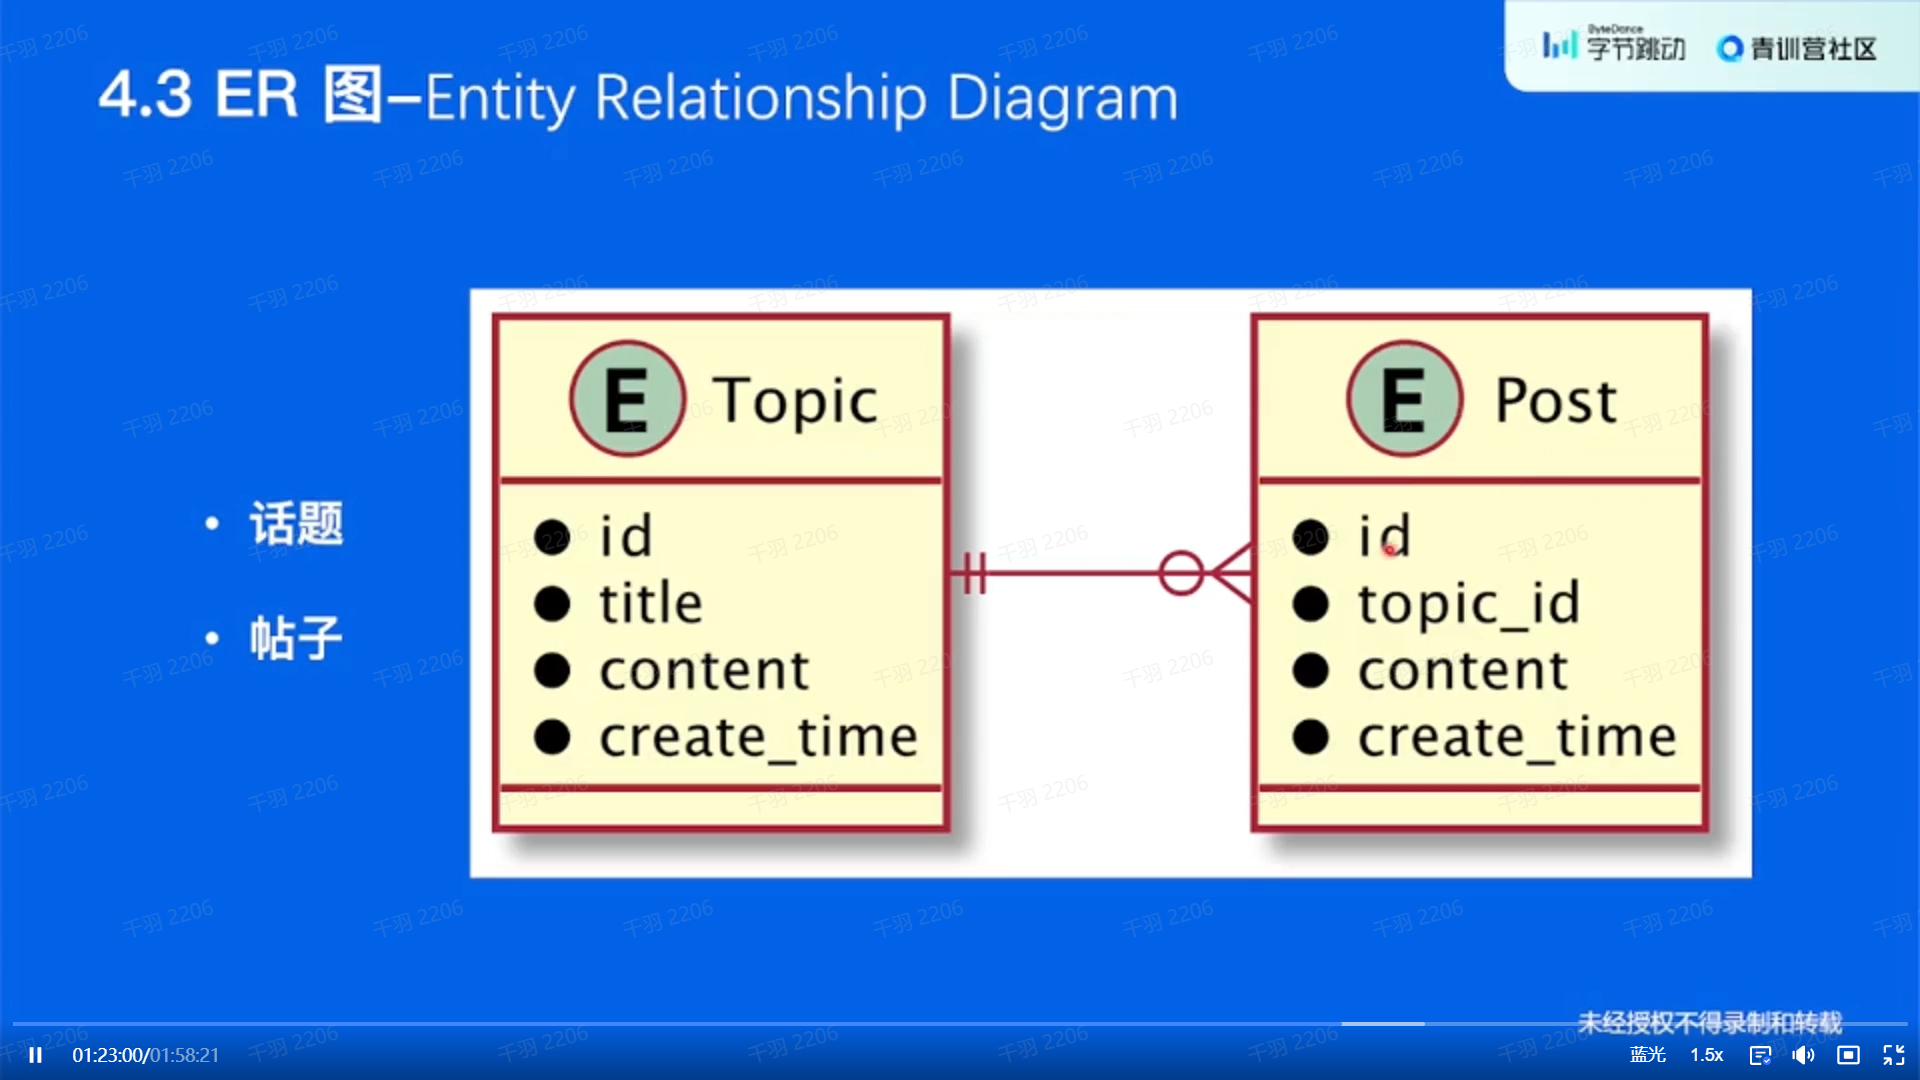 ByteDance
字节跳动
青训营社区
4.3 ER 图–Entity Relationship Diagram
话题
帖子
E Topic
id
title
content
create_time
E Post
id
topic_id
content
create_time
千羽 2206
未经授权不得录制和转载
01:23:00/01:58:21
蓝光
1.5x